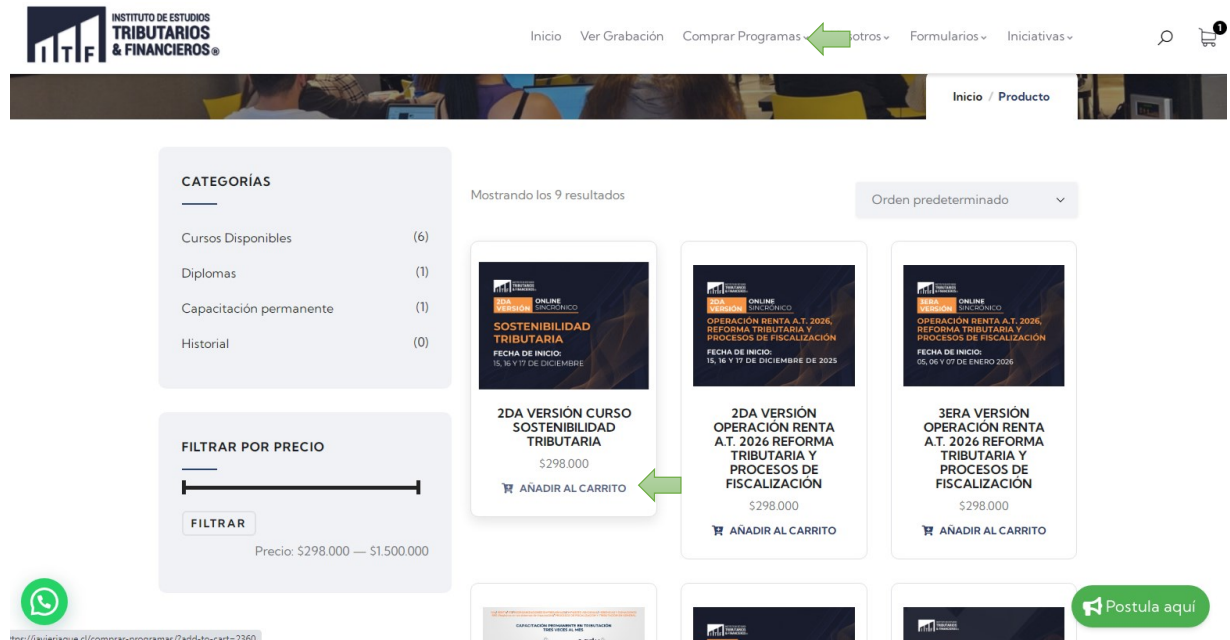 INSTITUTO DE ESTUDIOS
TRIBUTARIOS
& FINANCIEROS®
ITF
Inicio Ver Grabación Comprar Programas Formularios Iniciativas
1
Inicio / Producto
CATEGORÍAS
Cursos Disponibles (6)
Diplomas (1)
Capacitación permanente (1)
Historial (0)
FILTRAR POR PRECIO
FILTRAR
Precio: $298.000 — $1.500.000
Mostrando los 9 resultados
Orden predeterminado
2DA VERSIÓN
ONLINE SINCRÓNICO
SOSTENIBILIDAD
TRIBUTARIA
FECHA DE INICIO:
15, 16 Y 17 DE DICIEMBRE
2DA VERSIÓN CURSO
SOSTENIBILIDAD
TRIBUTARIA
$298.000
AÑADIR AL CARRITO
2DA VERSIÓN
ONLINE SINCRÓNICO
OPERACIÓN RENTA A.T. 2026,
REFORMA TRIBUTARIA Y
PROCESOS DE FISCALIZACIÓN
FECHA DE INICIO:
15, 16 Y 17 DE DICIEMBRE DE 2025
2DA VERSIÓN
OPERACIÓN RENTA
A.T. 2026 REFORMA
TRIBUTARIA Y
PROCESOS DE
FISCALIZACIÓN
$298.000
AÑADIR AL CARRITO
3ERA VERSIÓN
ONLINE SINCRÓNICO
OPERACIÓN RENTA A.T. 2026,
REFORMA TRIBUTARIA Y
PROCESOS DE FISCALIZACIÓN
FECHA DE INICIO:
05, 06 Y 07 DE ENERO 2026
3ERA VERSIÓN
OPERACIÓN RENTA
A.T. 2026 REFORMA
TRIBUTARIA Y
PROCESOS DE
FISCALIZACIÓN
$298.000
AÑADIR AL CARRITO
CAPACITACIÓN PERMANENTE EN TRIBUTACIÓN
TRES VECES AL MES
Postula aquí